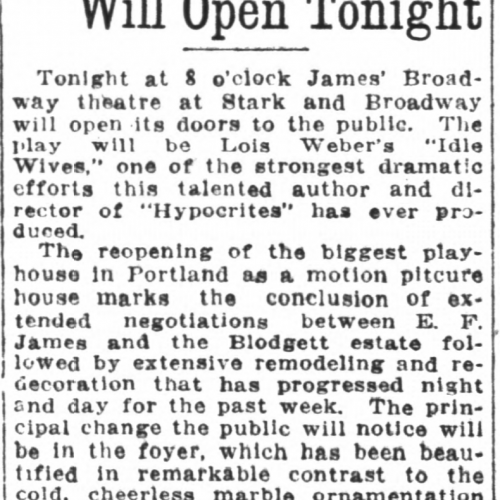 Will Open Tonight
Tonight at 8 o'clock James' Broad-
way theatre at Stark and Broadway
will open its doors to the public. The
play will be Lois Weber's "Idle
Wives," one of the strongest dramatic
efforts this talented author and di-
rector of "Hypocrites" has ever pro-
duced.
The reopening of the biggest play-
house in Portland as a motion pitcure
house marks the conclusion of ex-
tended negotiations between E. F.
James and the Blodgett estate fol-
lowed by extensive remodeling and re-
decoration that has progressed night
and day for the past week. The prin-
cipal change the public will notice will
be in the foyer, which has been beau-
tified in remarkable contrast to the
cold, cheerless marble ornamentation